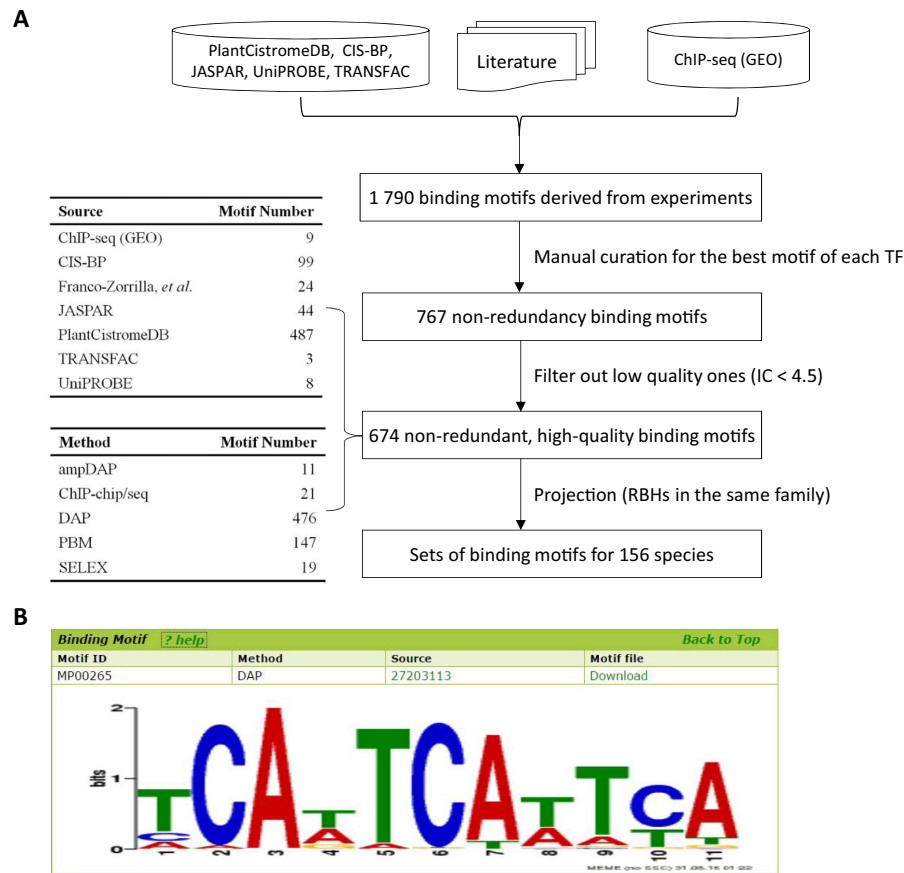 A
PlantCistromeDB, CIS-BP,
JASPAR, UniPROBE, TRANSFAC
Literature
ChIP-seq (GEO)
1 790 binding motifs derived from experiments
Manual curation for the best motif of each TF
767 non-redundancy binding motifs
Filter out low quality ones (IC < 4.5)
674 non-redundant, high-quality binding motifs
Projection (RBHs in the same family)
Sets of binding motifs for 156 species
Source Motif Number
ChIP-seq (GEO) 9
CIS-BP 99
Franco-Zorrilla, et al. 24
JASPAR 44
PlantCistromeDB 487
TRANSFAC 3
UniPROBE 8
Method Motif Number
ampDAP 11
ChIP-chip/seq 21
DAP 476
PBM 147
SELEX 19
B
Binding Motif ? help Back to Top
Motif ID Method Source Motif file
MP00265 DAP 27203113 Download
2
bits
1
0
TCATTCATTCA
CAATA
1 2 3 4 5 6 7 8 9 10 11
MEME (no SSC)